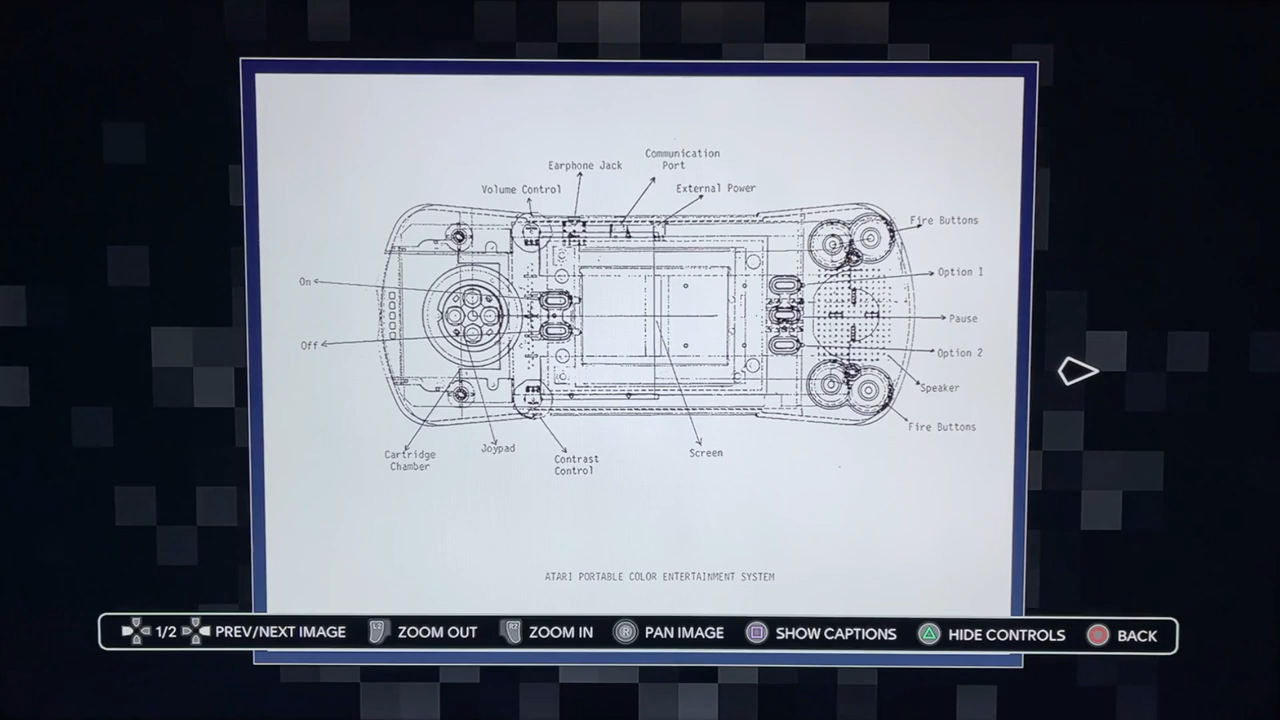 Communication
Port
Earphone Jack
Volume Control
External Power
Fire Buttons
On
Option 1
Pause
Off
Option 2
Speaker
Fire Buttons
Cartridge
Chamber
Joypad
Contrast
Control
Screen
ATARI PORTABLE COLOR ENTERTAINMENT SYSTEM
1/2 PREV/NEXT IMAGE L2 ZOOM OUT R2 ZOOM IN R PAN IMAGE SHOW CAPTIONS HIDE CONTROLS BACK